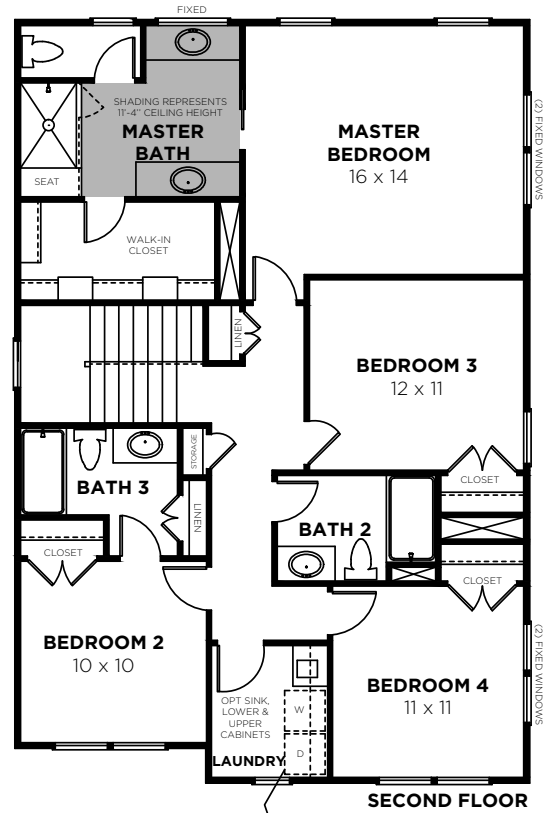 FIXED
SHADING REPRESENTS
11'-4" CEILING HEIGHT
MASTER
BATH
MASTER
BEDROOM
16 x 14
(2) FIXED WINDOWS
SEAT
WALK-IN
CLOSET
LINEN
BEDROOM 3
12 x 11
STORAGE
CLOSET
BATH 3
LINEN
BATH 2
CLOSET
CLOSET
BEDROOM 2
10 x 10
(2) FIXED WINDOWS
BEDROOM 4
11 x 11
OPT SINK,
LOWER &
UPPER
CABINETS
W
D
LAUNDRY
SECOND FLOOR